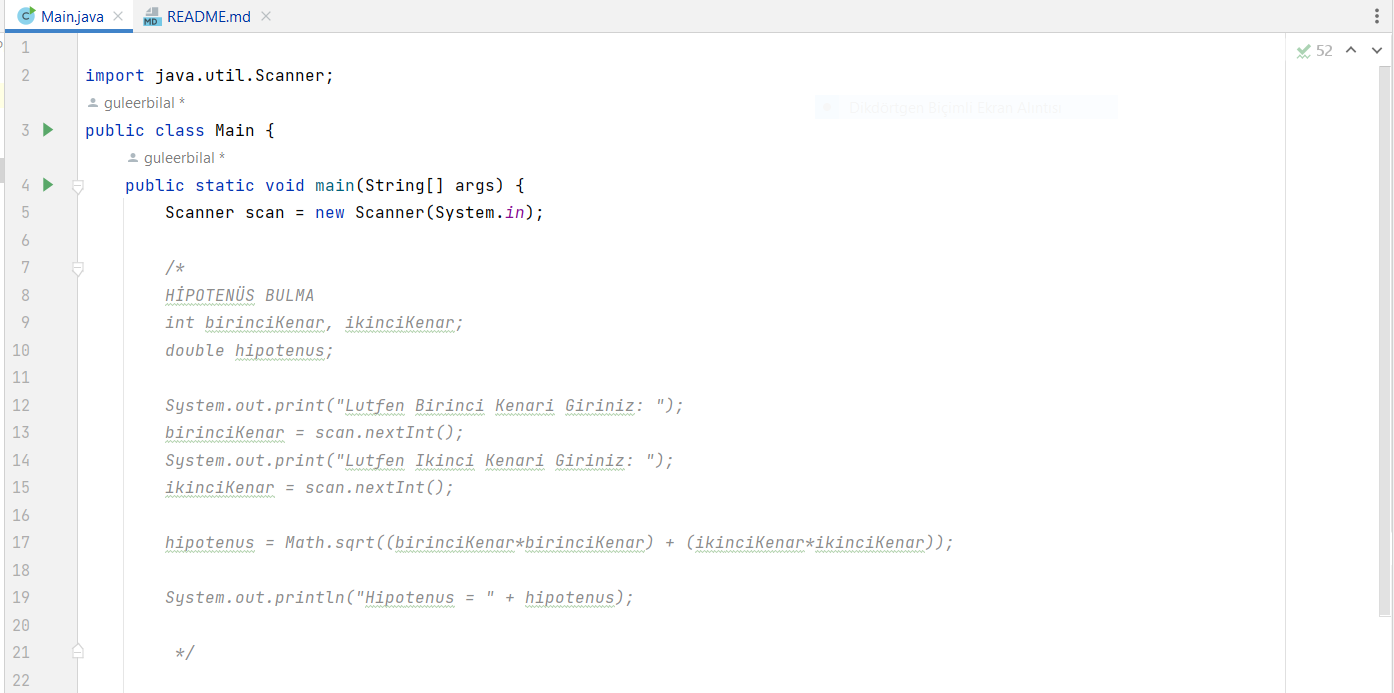 Main.java
README.md
52
1
2 import java.util.Scanner;
guleerbilal *
3 public class Main {
guleerbilal *
4 public static void main(String[] args) {
5 Scanner scan = new Scanner(System.in);
6
7 /*
8 HİPOTENÜS BULMA
9 int birinciKenar, ikinciKenar;
10 double hipotenus;
11
12 System.out.print("Lutfen Birinci Kenari Giriniz: ");
13 birinciKenar = scan.nextInt();
14 System.out.print("Lutfen Ikinci Kenari Giriniz: ");
15 ikinciKenar = scan.nextInt();
16
17 hipotenus = Math.sqrt((birinciKenar*birinciKenar) + (ikinciKenar*ikinciKenar));
18
19 System.out.println("Hipotenus = " + hipotenus);
20
21 */
22